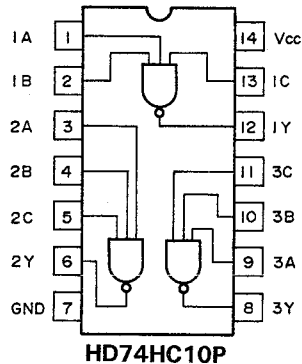 1A 1 14 Vcc
1B 2 13 1C
2A 3 12 1Y
2B 4 11 3C
2C 5 10 3B
2Y 6 9 3A
GND 7 8 3Y
HD74HC10P